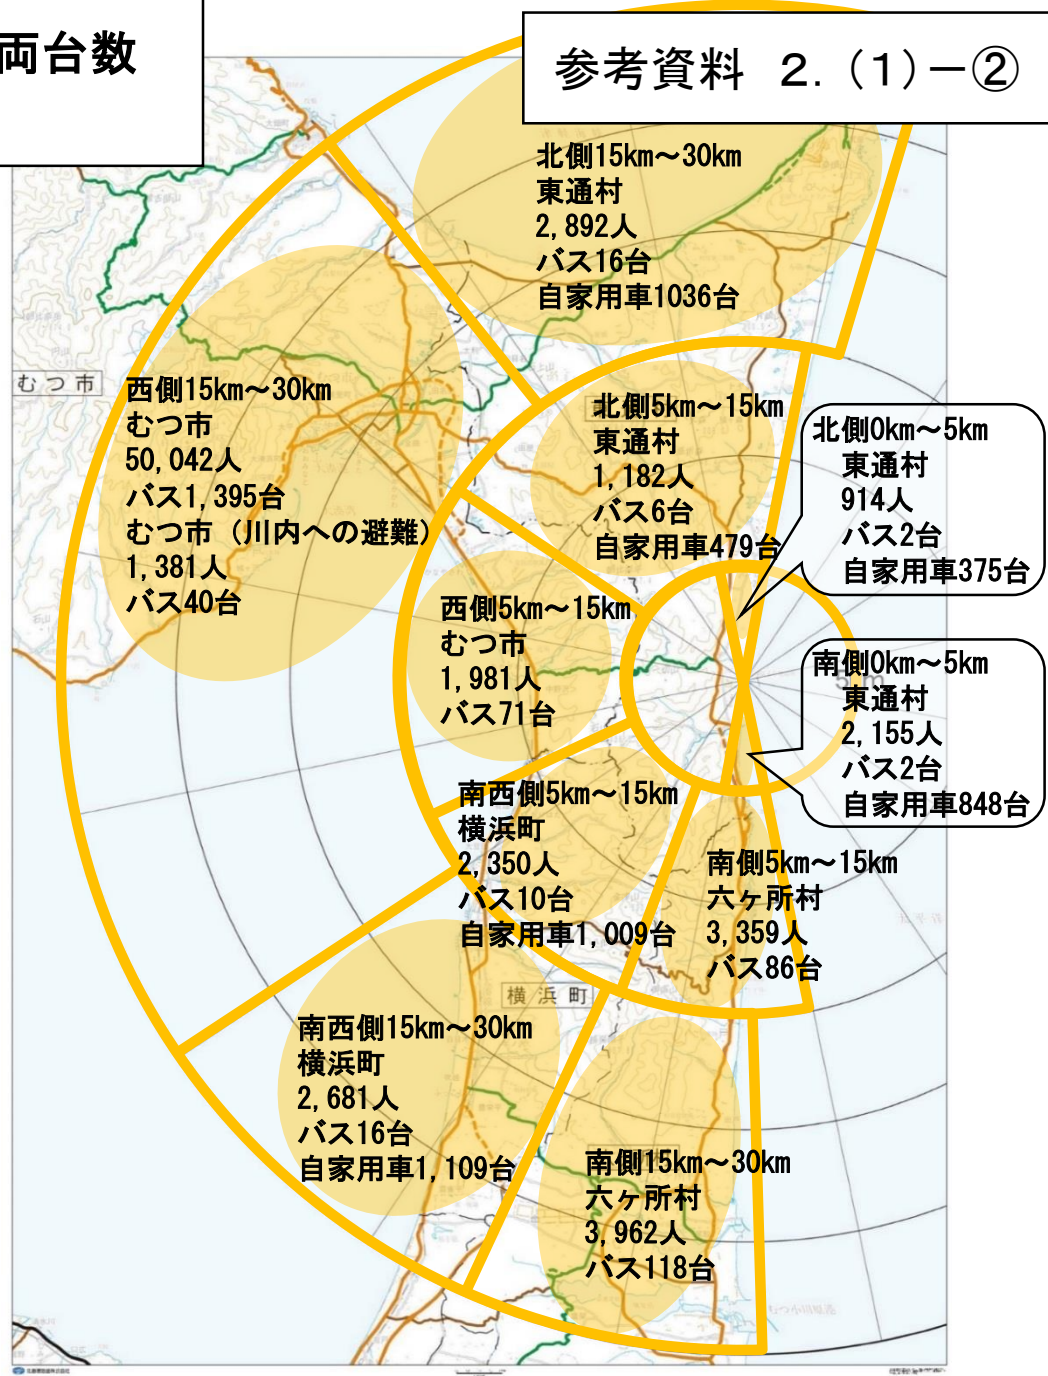 両台数
参考資料 2.(1)-②
北側15km~30km
東通村
2,892人
バス16台
自家用車1036台
むつ市
西側15km~30km
むつ市
50,042人
バス1,395台
むつ市(川内への避難)
1,381人
バス40台
北側5km~15km
東通村
1,182人
バス6台
自家用車479台
北側0km~5km
東通村
914人
バス2台
自家用車375台
西側5km~15km
むつ市
1,981人
バス71台
南側0km~5km
東通村
2,155人
バス2台
自家用車848台
南西側5km~15km
横浜町
2,350人
バス10台
自家用車1,009台
南側5km~15km
六ヶ所村
3,359人
バス86台
横浜町
南西側15km~30km
横浜町
2,681人
バス16台
自家用車1,109台
南側15km~30km
六ヶ所村
3,962人
バス118台
むつ小川原港